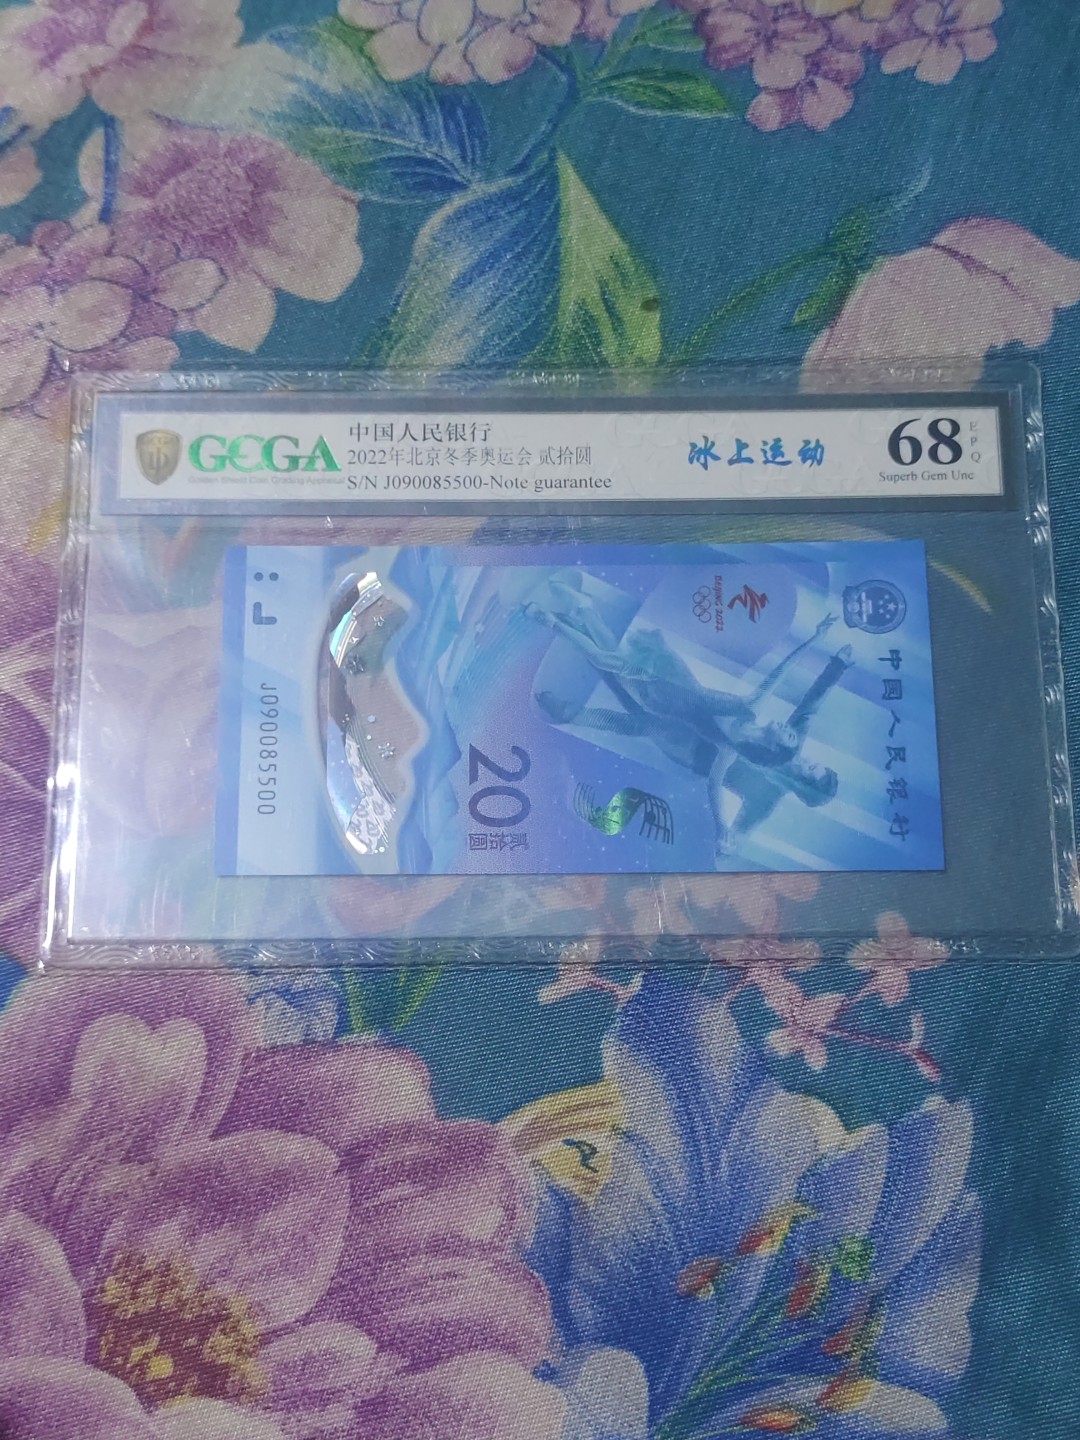 GCGA
中国人民银行
2022年北京冬季奥运会 贰拾圆
S/N J090085500-Note guarantee
冰上运动
68
EPQ
Superb Gem Unc
BEIJING 2022
中国人民银行
20
贰拾圆
J090085500